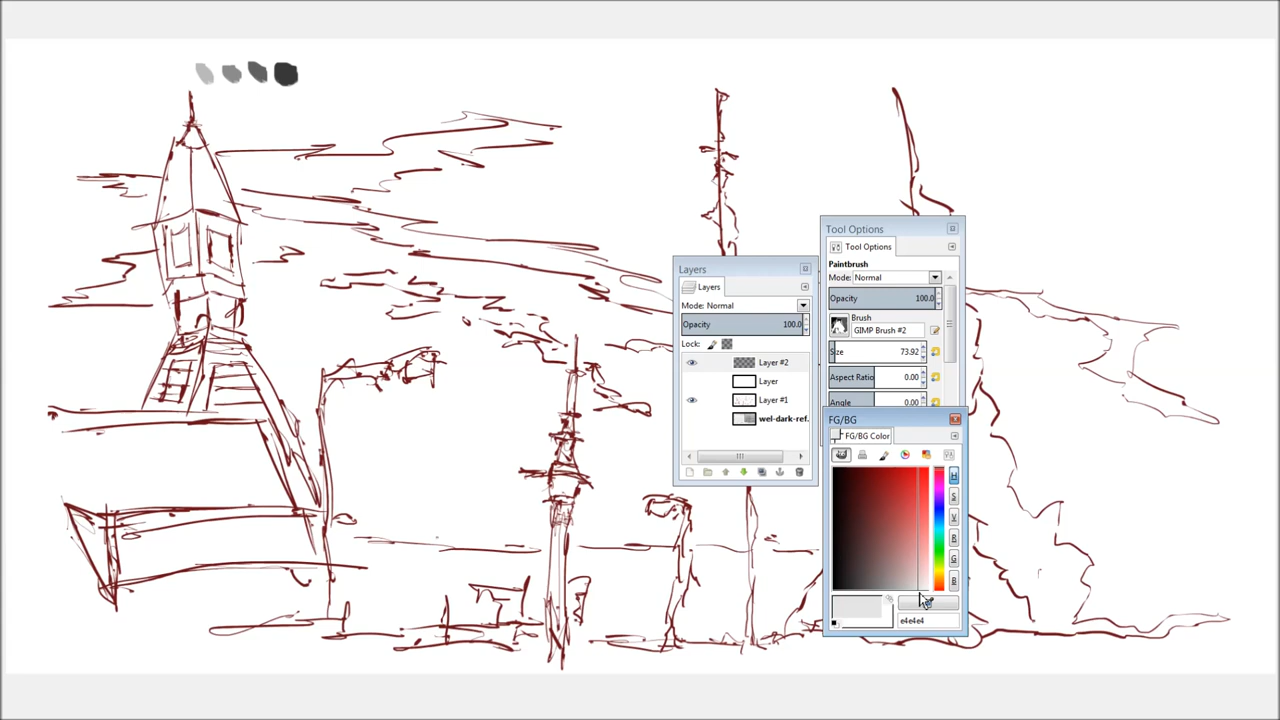 Tool Options
Tool Options
Paintbrush
Mode: Normal
Opacity 100.0
Brush
GIMP Brush #2
Size 73.92
Aspect Ratio 0.00
Angle 0.00
Layers
Layers
Mode: Normal
Opacity 100.0
Lock:
Layer #2
Layer
Layer #1
wel-dark-ref.
FG/BG
FG/BG Color
H
S
V
R
G
B
e4e4e4